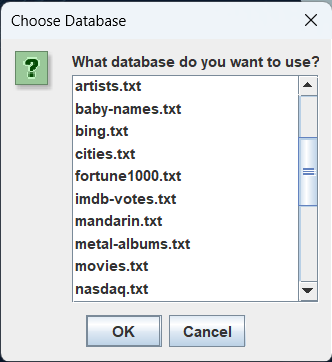 Choose Database
What database do you want to use?
artists.txt
baby-names.txt
bing.txt
cities.txt
fortune1000.txt
imdb-votes.txt
mandarin.txt
metal-albums.txt
movies.txt
nasdaq.txt
OK
Cancel